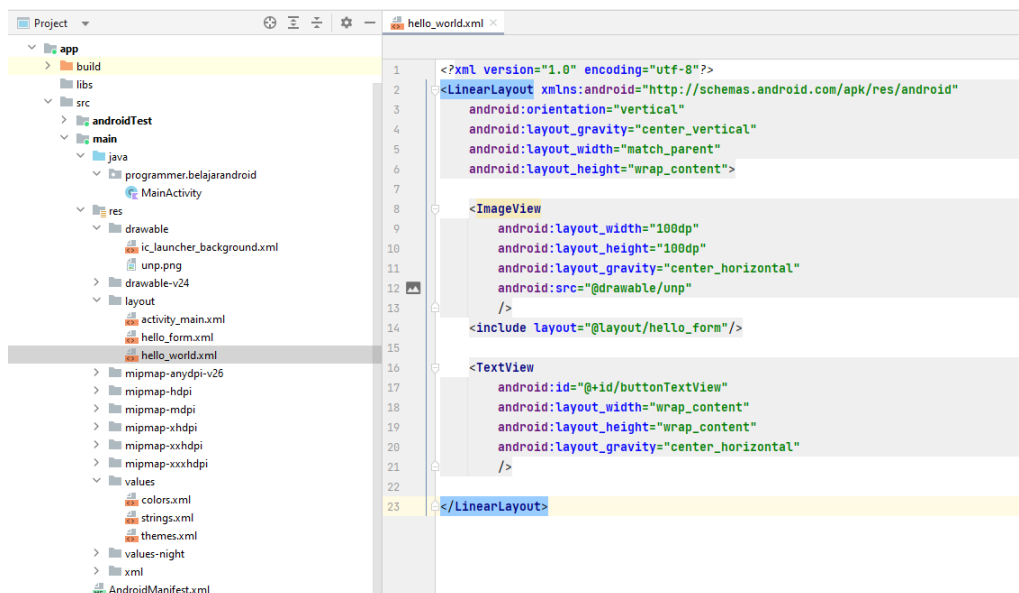 Project
app
build
libs
src
androidTest
main
java
programmer.belajarandroid
MainActivity
res
drawable
ic_launcher_background.xml
unp.png
drawable-v24
layout
activity_main.xml
hello_form.xml
hello_world.xml
mipmap-anydpi-v26
mipmap-hdpi
mipmap-mdpi
mipmap-xhdpi
mipmap-xxhdpi
mipmap-xxxhdpi
values
colors.xml
strings.xml
themes.xml
values-night
xml
AndroidManifest.xml
hello_world.xml
1 <?xml version="1.0" encoding="utf-8"?>
2 <LinearLayout xmlns:android="http://schemas.android.com/apk/res/android"
3 android:orientation="vertical"
4 android:layout_gravity="center_vertical"
5 android:layout_width="match_parent"
6 android:layout_height="wrap_content">
7
8 <ImageView
9 android:layout_width="100dp"
10 android:layout_height="100dp"
11 android:layout_gravity="center_horizontal"
12 android:src="@drawable/unp"
13 />
14 <include layout="@layout/hello_form"/>
15
16 <TextView
17 android:id="@+id/buttonTextView"
18 android:layout_width="wrap_content"
19 android:layout_height="wrap_content"
20 android:layout_gravity="center_horizontal"
21 />
22
23 </LinearLayout>